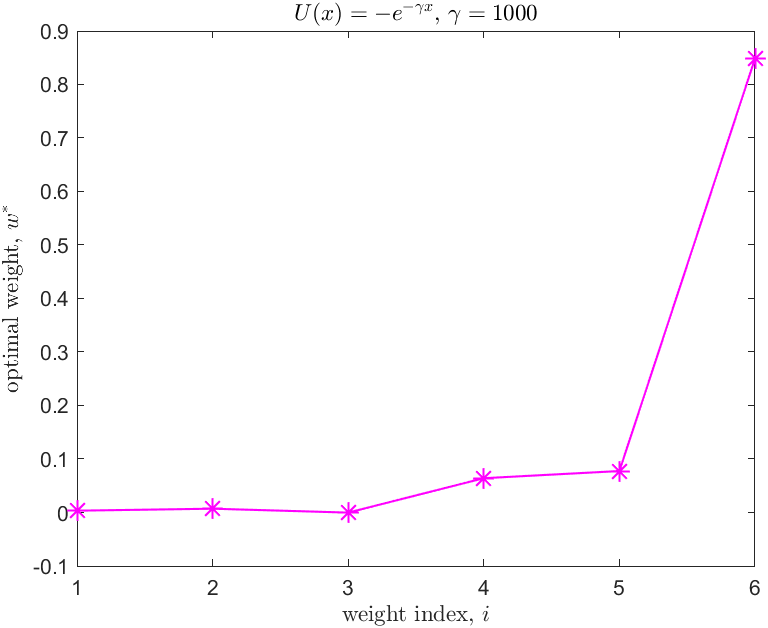 U(x) = −e^{−γx}, γ = 1000
0.9
0.8
0.7
0.6
0.5
0.4
0.3
0.2
0.1
0
-0.1
optimal weight, w*
1 2 3 4 5 6
weight index, i